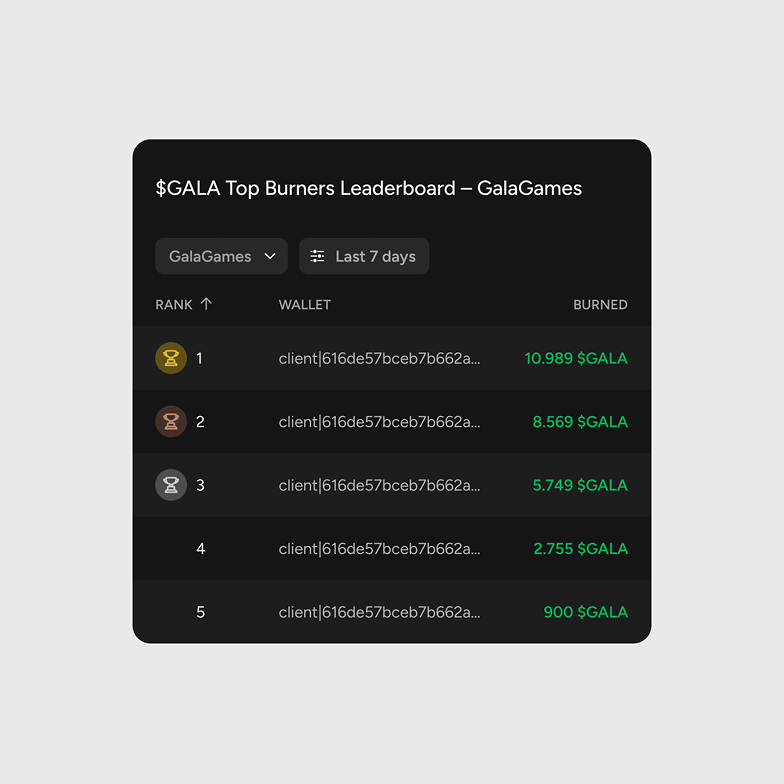 $GALA Top Burners Leaderboard – GalaGames
GalaGames Last 7 days
RANK WALLET BURNED
1 client|616de57bceb7b662a... 10.989 $GALA
2 client|616de57bceb7b662a... 8.569 $GALA
3 client|616de57bceb7b662a... 5.749 $GALA
4 client|616de57bceb7b662a... 2.755 $GALA
5 client|616de57bceb7b662a... 900 $GALA